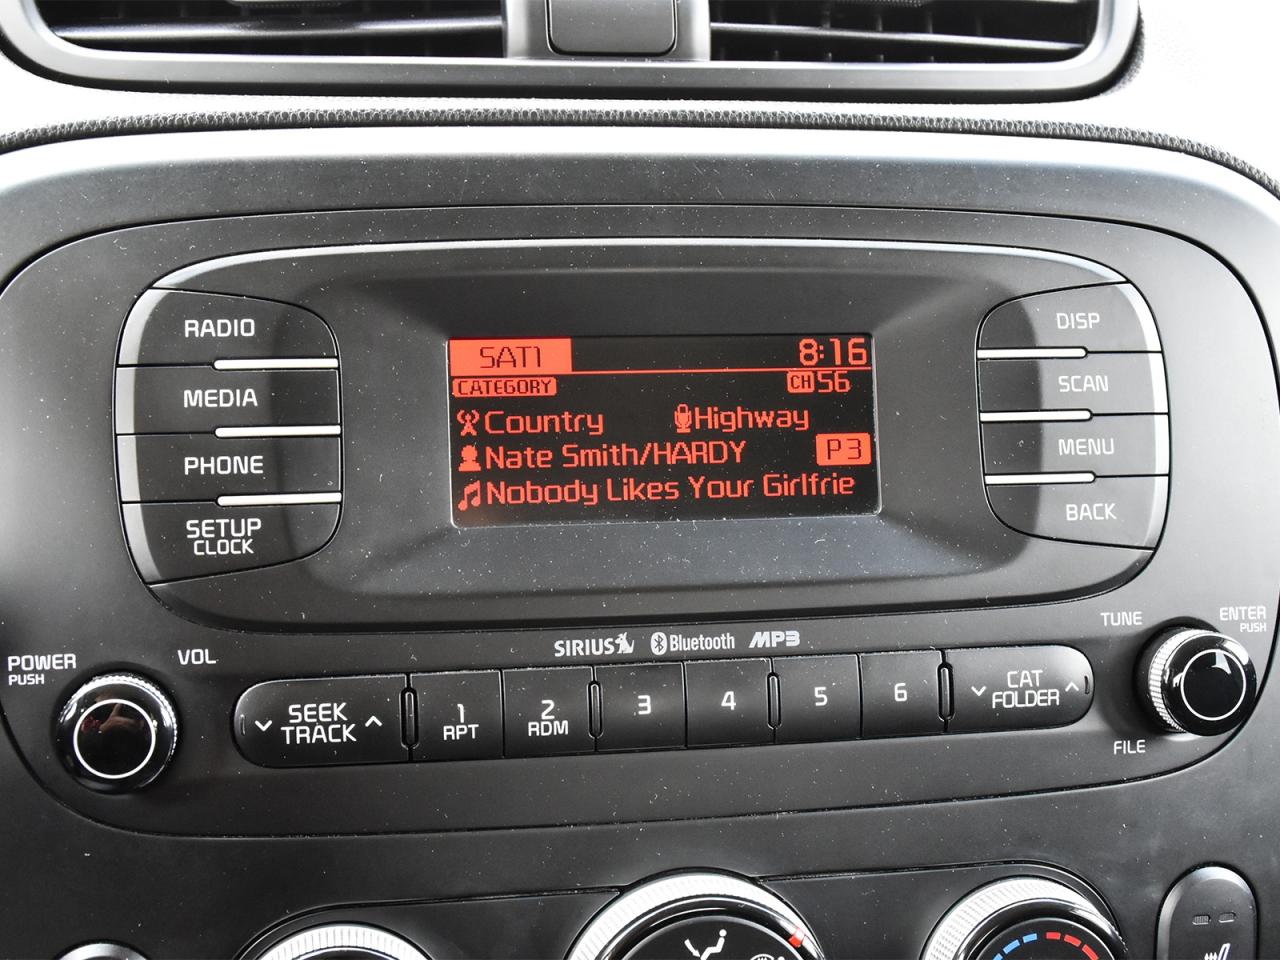 RADIO
MEDIA
PHONE
SETUP
CLOCK
SAT1 8:16
CATEGORY CH 56
Country Highway
Nate Smith/HARDY P3
Nobody Likes Your Girlfrie
DISP
SCAN
MENU
BACK
SIRIUS Bluetooth MP3
POWER
PUSH
VOL
TUNE
ENTER
PUSH
SEEK
TRACK
1
RPT
2
RDM
3
4
5
6
CAT
FOLDER
FILE